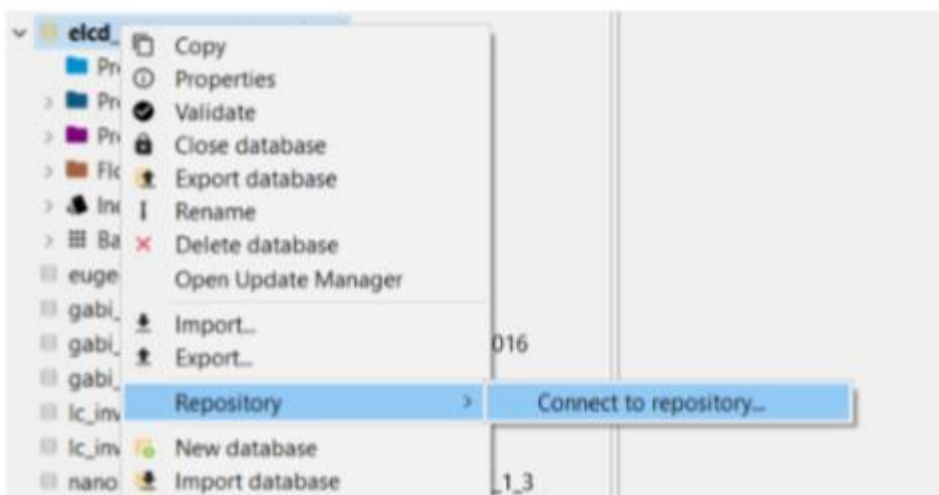 elcd_
Copy
Pr
Properties
Pr
Validate
Pr
Close database
Flo
Export database
Ind
Rename
Ba
Delete database
euge
Open Update Manager
gabi_
Import...
gabi_
016
Export...
gabi_
Repository
Connect to repository...
lc_inv
lc_inv
New database
nano
Import database
_1_3